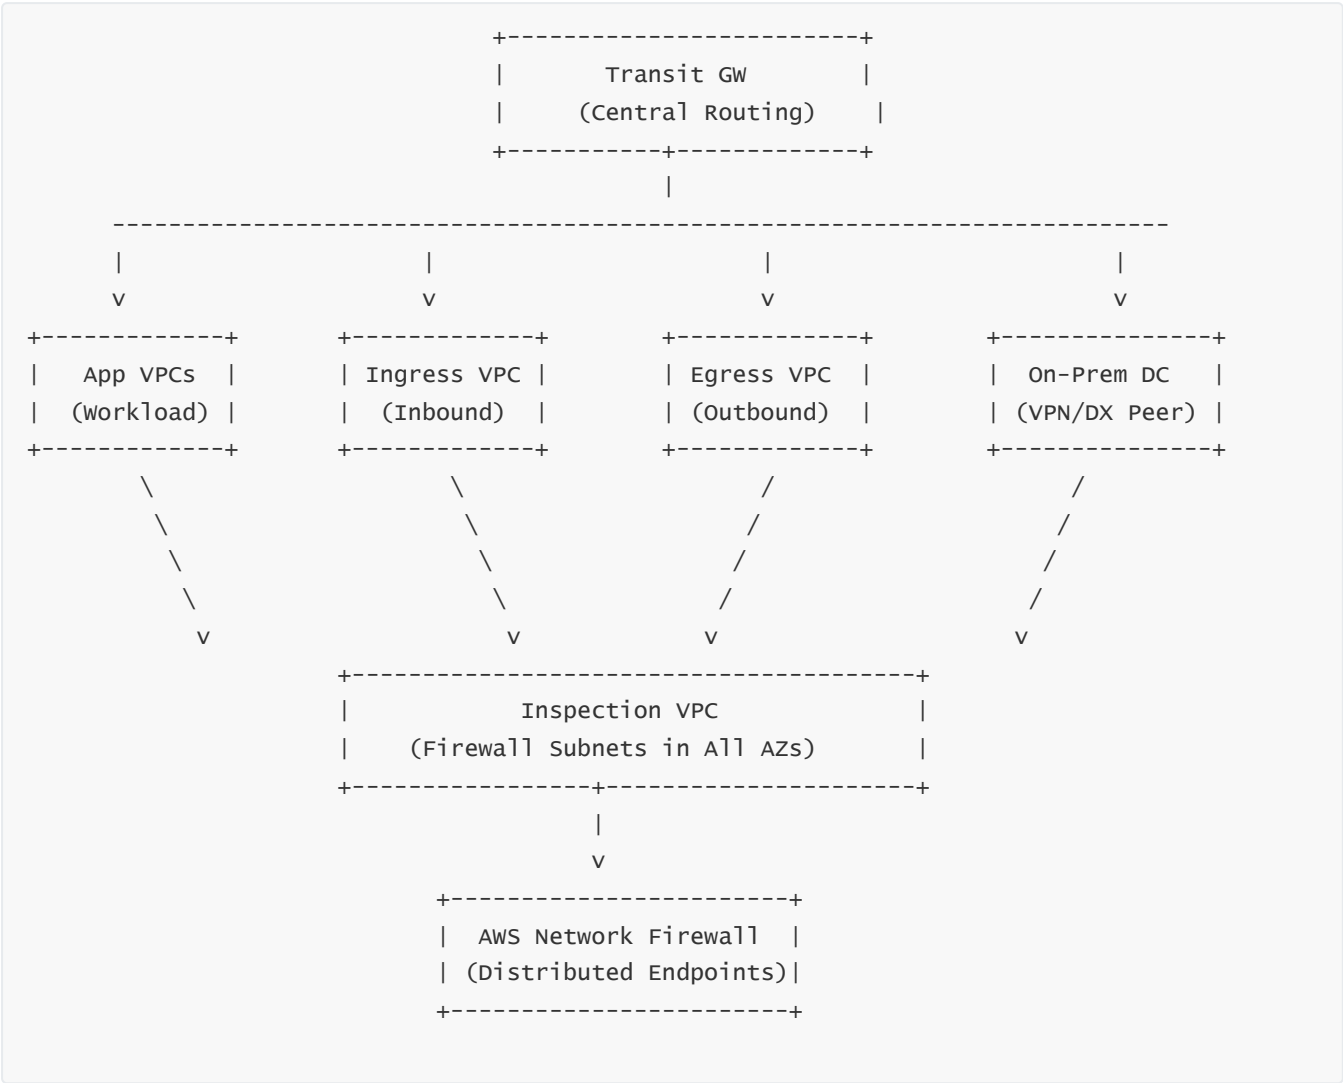 +-------------------------+
|       Transit GW        |
|     (Central Routing)    |
+-----------+-------------+
|
---------------------------------------------------------------------------
|                     |                       |                        |
v                     v                       v                        v
+-------------+       +-------------+        +-------------+        +---------------+
|   App VPCs  |       | Ingress VPC |        | Egress VPC  |        |  On-Prem DC   |
|  (Workload) |       |  (Inbound)  |        | (Outbound)  |        | (VPN/DX Peer) |
+-------------+       +-------------+        +-------------+        +---------------+
\                     \                     /                     /
\                     \                   /                     /
\                     \                 /                     /
\                     \               /                     /
v                     v             v                     v
+----------------------------------------+
|            Inspection VPC              |
|    (Firewall Subnets in All AZs)       |
+-----------------+----------------------+
|
v
+------------------------+
|  AWS Network Firewall  |
| (Distributed Endpoints)|
+------------------------+